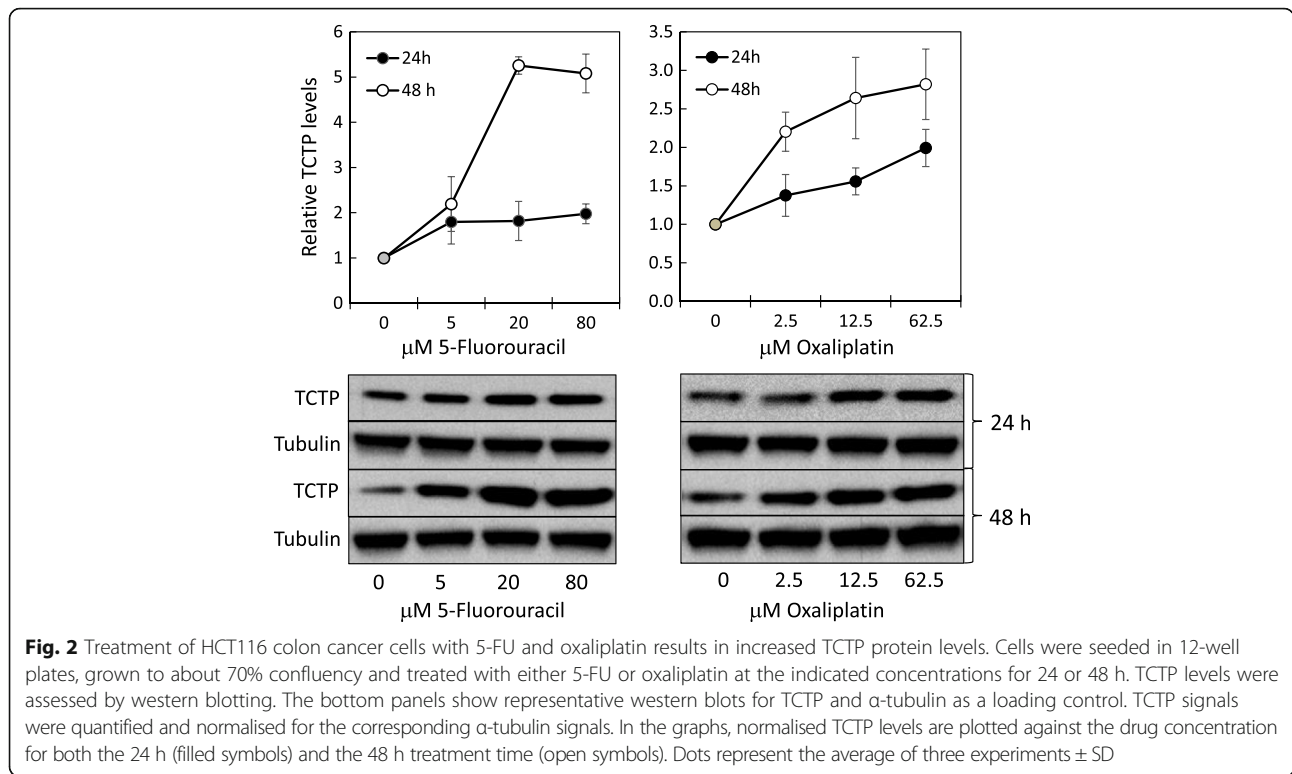 6
5
4
3
2
1
0
Relative TCTP levels
24h
48 h
0 5 20 80
μM 5-Fluorouracil
3.5
3.0
2.5
2.0
1.5
1.0
0.5
0.0
24h
48h
0 2.5 12.5 62.5
μM Oxaliplatin
TCTP
Tubulin
TCTP
Tubulin
24 h
48 h
0 5 20 80
μM 5-Fluorouracil
0 2.5 12.5 62.5
μM Oxaliplatin
Fig. 2 Treatment of HCT116 colon cancer cells with 5-FU and oxaliplatin results in increased TCTP protein levels. Cells were seeded in 12-well
plates, grown to about 70% confluency and treated with either 5-FU or oxaliplatin at the indicated concentrations for 24 or 48 h. TCTP levels were
assessed by western blotting. The bottom panels show representative western blots for TCTP and α-tubulin as a loading control. TCTP signals
were quantified and normalised for the corresponding α-tubulin signals. In the graphs, normalised TCTP levels are plotted against the drug concentration
for both the 24 h (filled symbols) and the 48 h treatment time (open symbols). Dots represent the average of three experiments ± SD